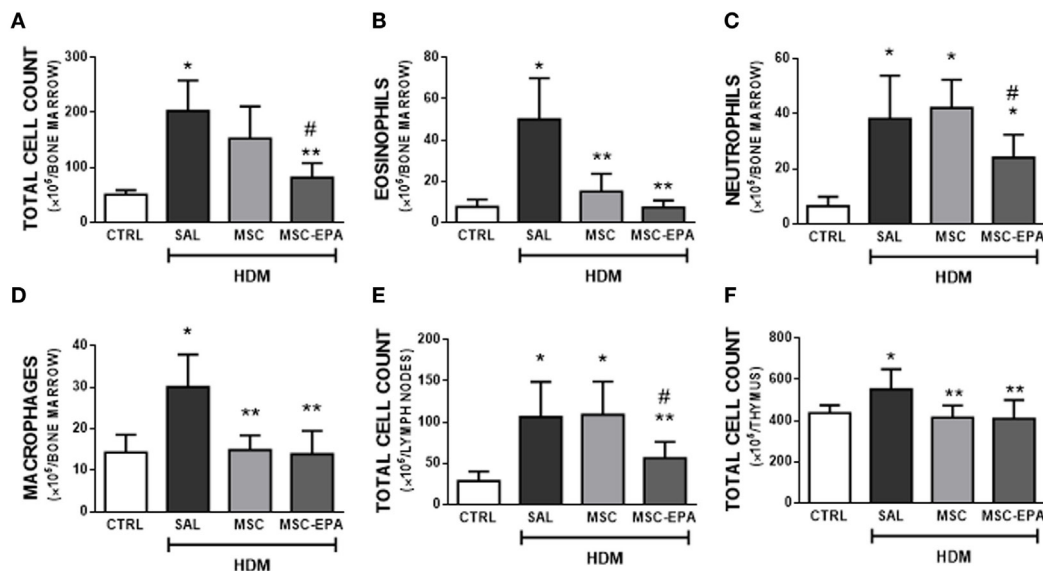 A
TOTAL CELL COUNT
(×10⁶/BONE MARROW)
300
200
100
0
*
#
**
CTRL SAL MSC MSC-EPA
HDM
B
EOSINOPHILS
(×10⁶/BONE MARROW)
80
60
40
20
0
*
**
**
CTRL SAL MSC MSC-EPA
HDM
C
NEUTROPHILS
(×10⁶/BONE MARROW)
60
40
20
0
*
*
#
*
CTRL SAL MSC MSC-EPA
HDM
D
MACROPHAGES
(×10⁶/BONE MARROW)
40
30
20
10
0
*
**
**
CTRL SAL MSC MSC-EPA
HDM
E
TOTAL CELL COUNT
(×10⁶/LYMPH NODES)
200
150
100
50
0
*
*
#
**
CTRL SAL MSC MSC-EPA
HDM
F
TOTAL CELL COUNT
(×10⁶/THYMUS)
800
600
400
200
0
*
**
**
CTRL SAL MSC MSC-EPA
HDM